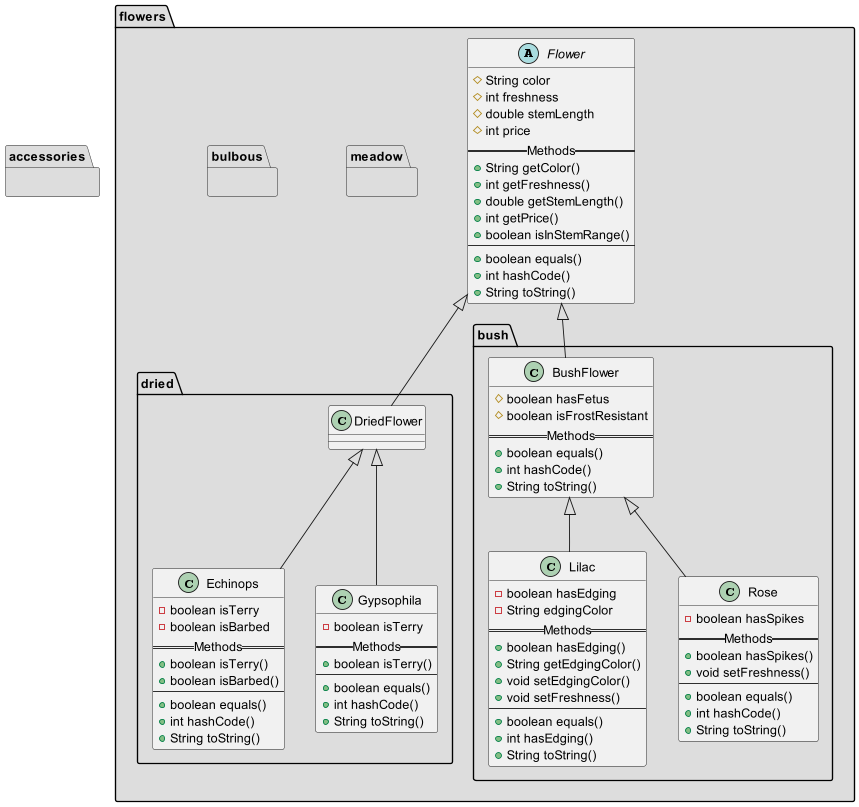 flowers
A Flower
String color
int freshness
double stemLength
int price
Methods
String getColor()
int getFreshness()
double getStemLength()
int getPrice()
boolean isInStemRange()
boolean equals()
int hashCode()
String toString()
accessories
bulbous
meadow
bush
C BushFlower
boolean hasFetus
boolean isFrostResistant
Methods
boolean equals()
int hashCode()
String toString()
dried
C DriedFlower
C Echinops
boolean isTerry
boolean isBarbed
Methods
boolean isTerry()
boolean isBarbed()
boolean equals()
int hashCode()
String toString()
C Gypsophila
boolean isTerry
Methods
boolean isTerry()
boolean equals()
int hashCode()
String toString()
C Lilac
boolean hasEdging
String edgingColor
Methods
boolean hasEdging()
String getEdgingColor()
void setEdgingColor()
void setFreshness()
boolean equals()
int hasEdging()
String toString()
C Rose
boolean hasSpikes
Methods
boolean hasSpikes()
void setFreshness()
boolean equals()
int hashCode()
String toString()